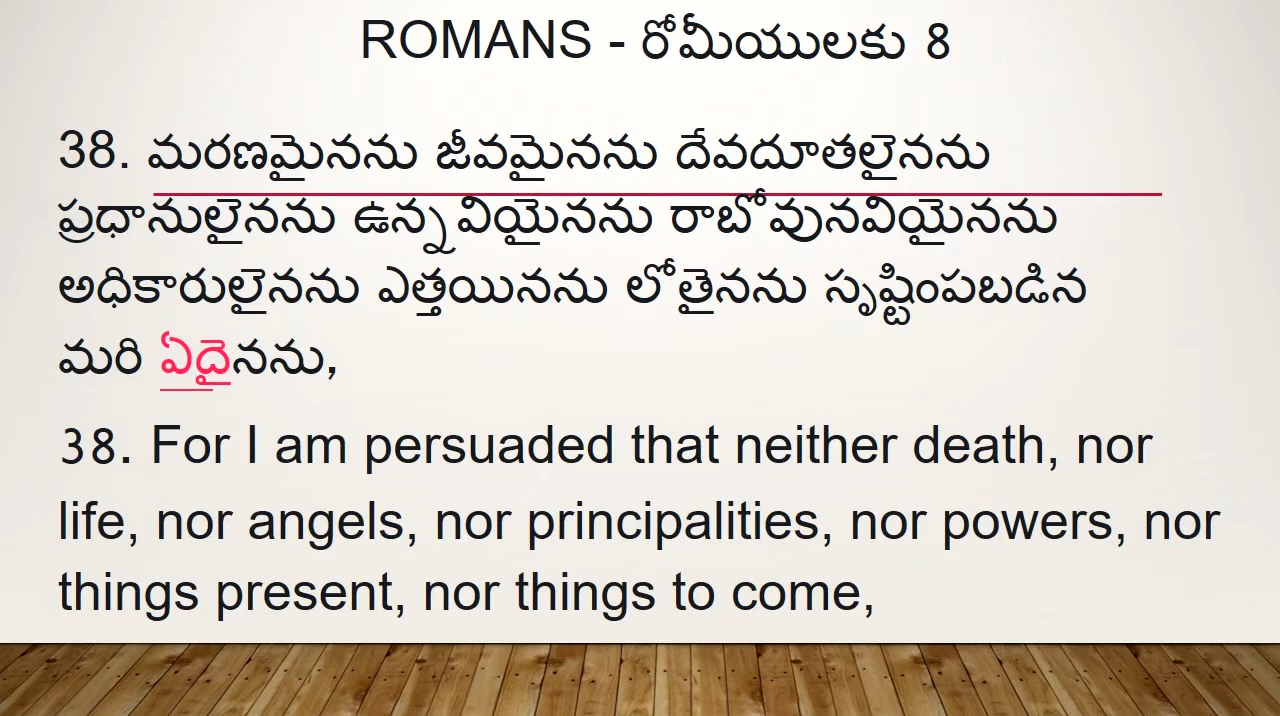 ROMANS - రోమీయులకు 8
38. మరణమైనను జీవమైనను దేవదూతలైనను
ప్రధానులైనను ఉన్నవియైనను రాబోవునవియైనను
అధికారులైనను ఎత్తయినను లోతైనను సృష్టింపబడిన
మరి ఏదైనను,
38. For I am persuaded that neither death, nor
life, nor angels, nor principalities, nor powers, nor
things present, nor things to come,